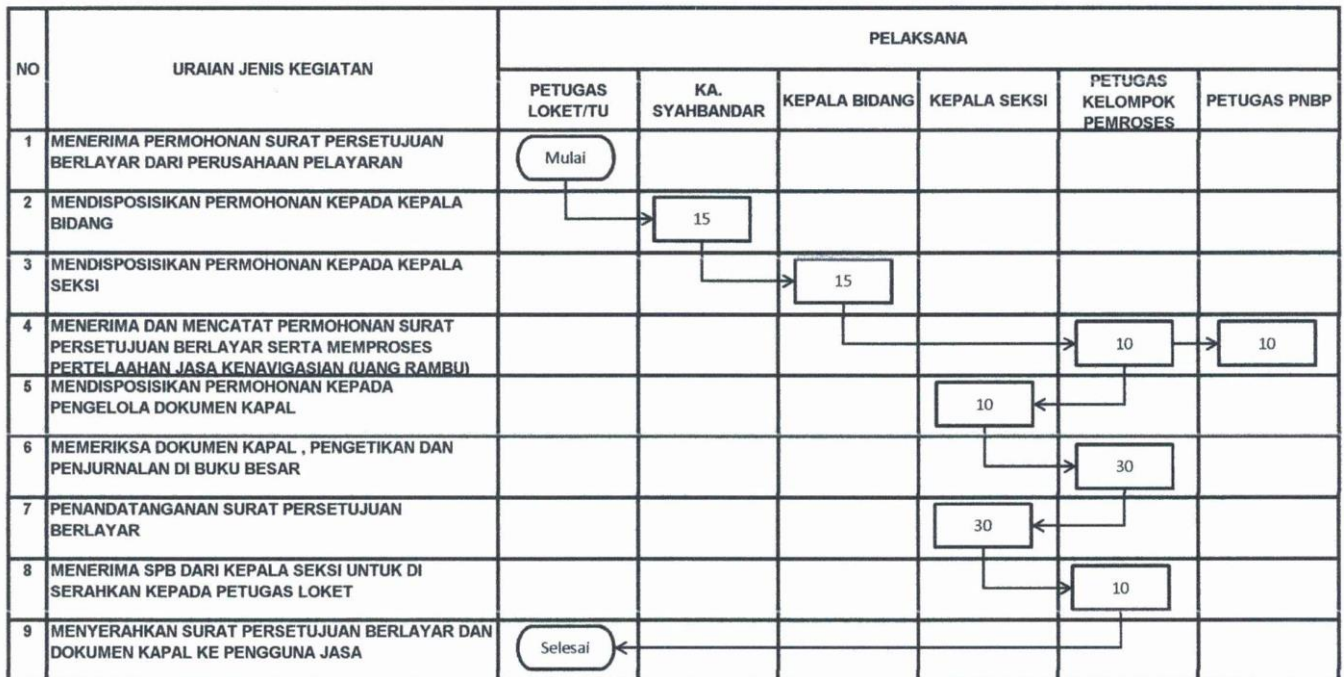 NO
URAIAN JENIS KEGIATAN
PELAKSANA
PETUGAS
LOKET/TU
KA.
SYAHBANDAR
KEPALA BIDANG
KEPALA SEKSI
PETUGAS
KELOMPOK
PEMROSES
PETUGAS PNBP
1 MENERIMA PERMOHONAN SURAT PERSETUJUAN
BERLAYAR DARI PERUSAHAAN PELAYARAN
Mulai
2 MENDISPOSISIKAN PERMOHONAN KEPADA KEPALA
BIDANG
15
3 MENDISPOSISIKAN PERMOHONAN KEPADA KEPALA
SEKSI
15
4 MENERIMA DAN MENCATAT PERMOHONAN SURAT
PERSETUJUAN BERLAYAR SERTA MEMPROSES
PERTELAAHAN JASA KENAVIGASIAN (UANG RAMBU)
10
10
5 MENDISPOSISIKAN PERMOHONAN KEPADA
PENGELOLA DOKUMEN KAPAL
10
6 MEMERIKSA DOKUMEN KAPAL , PENGETIKAN DAN
PENJURNALAN DI BUKU BESAR
30
7 PENANDATANGANAN SURAT PERSETUJUAN
BERLAYAR
30
8 MENERIMA SPB DARI KEPALA SEKSI UNTUK DI
SERAHKAN KEPADA PETUGAS LOKET
10
9 MENYERAHKAN SURAT PERSETUJUAN BERLAYAR DAN
DOKUMEN KAPAL KE PENGGUNA JASA
Selesai